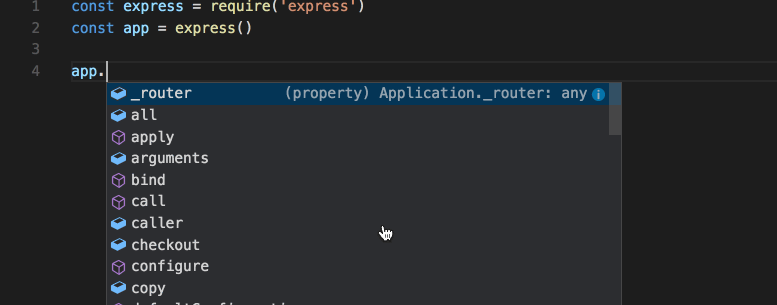 1 const express = require('express')
2 const app = express()
3
4 app.
_router (property) Application._router: any
all
apply
arguments
bind
call
caller
checkout
configure
copy